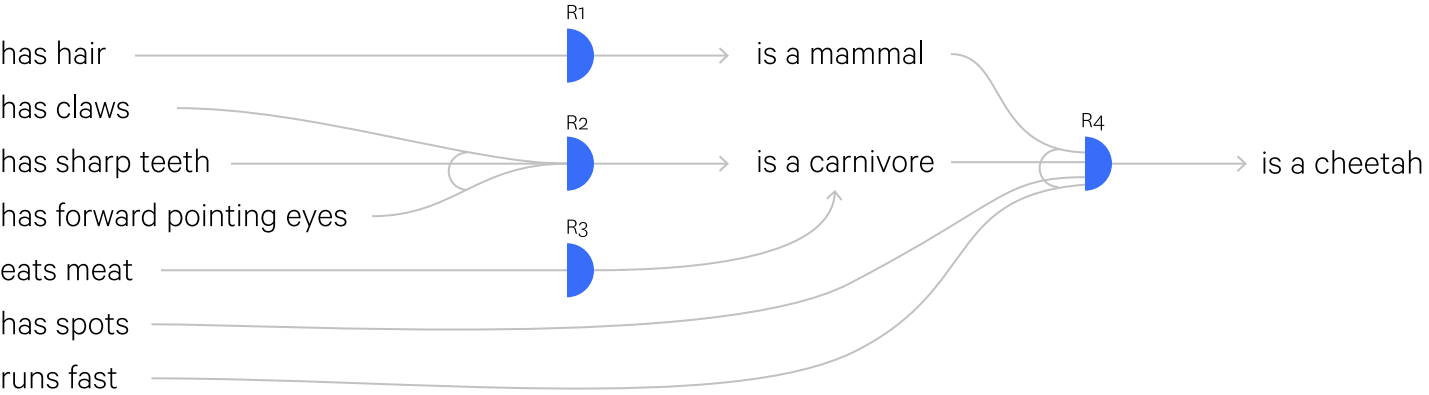 R1
has hair
is a mammal
has claws
R2
R4
has sharp teeth
is a carnivore
is a cheetah
has forward pointing eyes
R3
eats meat
has spots
runs fast